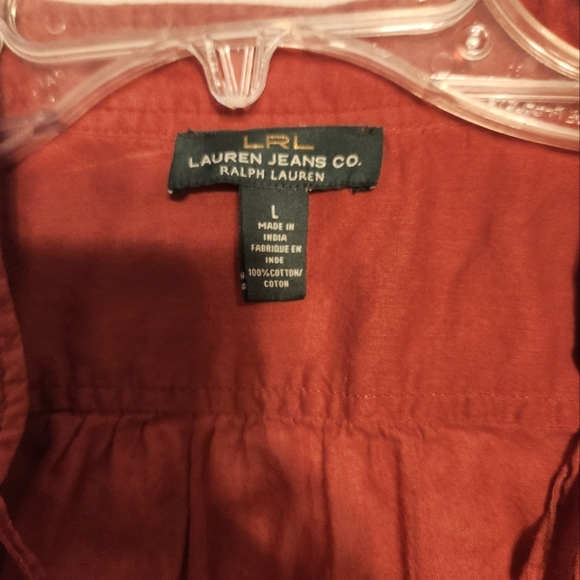 LRL
LAUREN JEANS CO.
RALPH LAUREN
L
MADE IN
INDIA
FABRIQUE EN
INDE
100% COTTON/
COTON